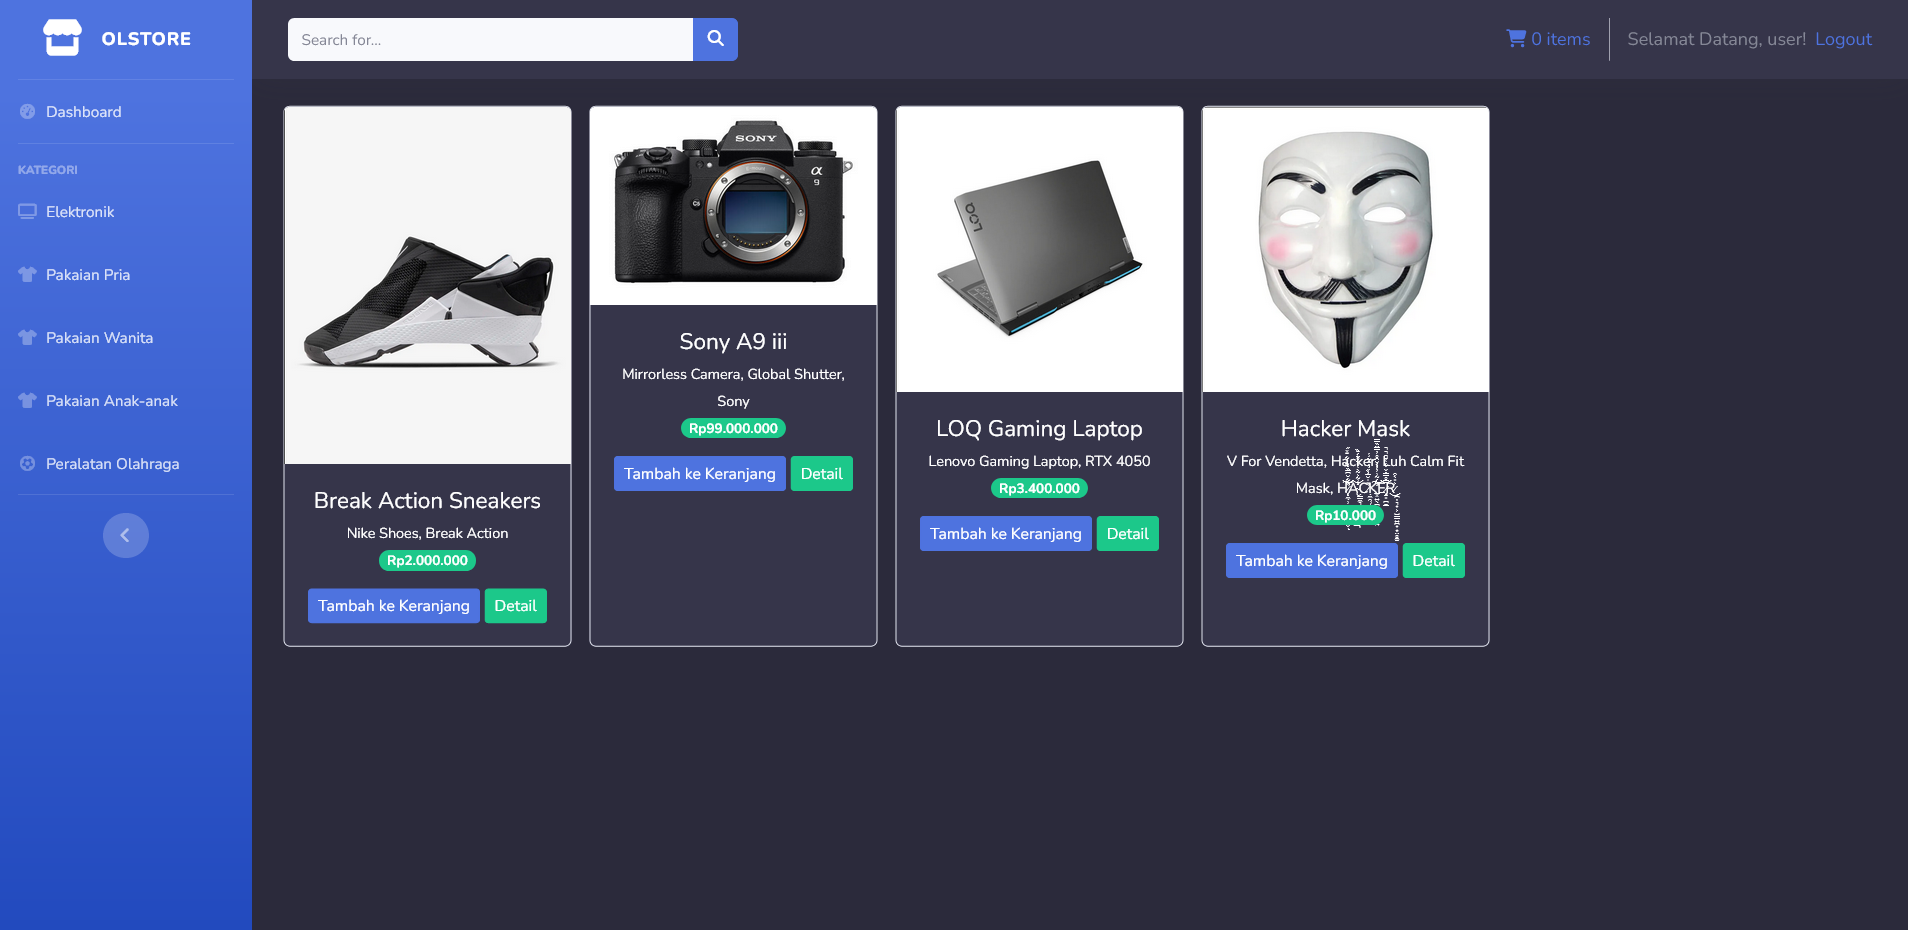 OLSTORE
Search for...
0 items
Selamat Datang, user! Logout
Dashboard
KATEGORI
Elektronik
Pakaian Pria
Pakaian Wanita
Pakaian Anak-anak
Peralatan Olahraga
Break Action Sneakers
Nike Shoes, Break Action
Rp2.000.000
Tambah ke Keranjang Detail
SONY
α
9
C5
Sony A9 iii
Mirrorless Camera, Global Shutter,
Sony
Rp99.000.000
Tambah ke Keranjang Detail
LOQ
LOQ Gaming Laptop
Lenovo Gaming Laptop, RTX 4050
Rp3.400.000
Tambah ke Keranjang Detail
Hacker Mask
V For Vendetta, Hacker, Luh Calm Fit
Mask, HACKER
Rp10.000
Tambah ke Keranjang Detail